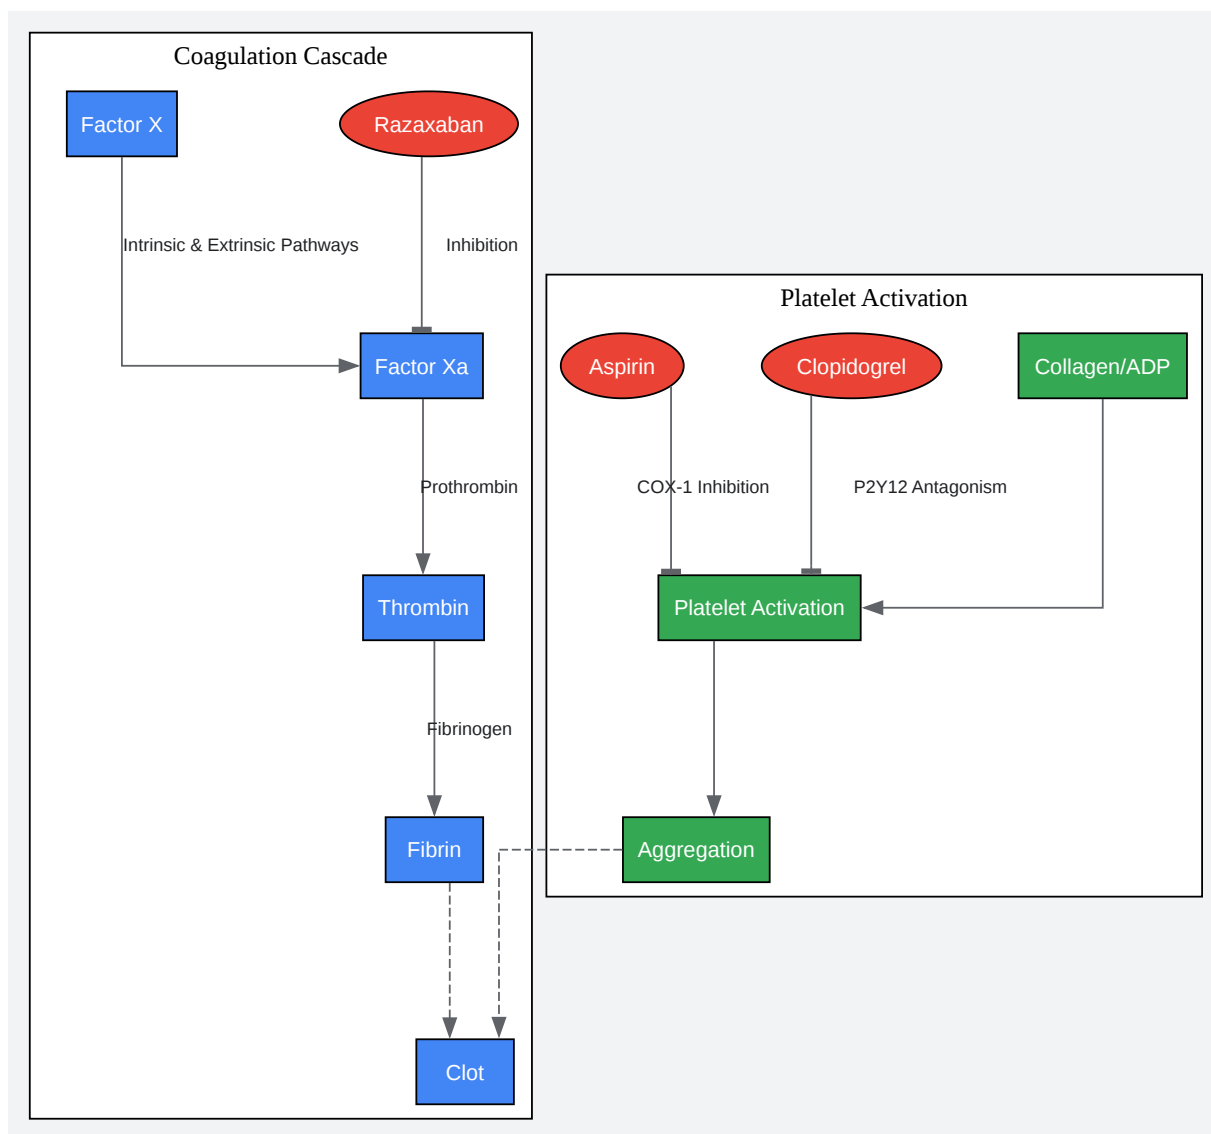 Coagulation Cascade
Factor X
Razaxaban
Intrinsic & Extrinsic Pathways
Inhibition
Factor Xa
Prothrombin
Thrombin
Fibrinogen
Fibrin
Clot
Platelet Activation
Aspirin
Clopidogrel
Collagen/ADP
COX-1 Inhibition
P2Y12 Antagonism
Platelet Activation
Aggregation